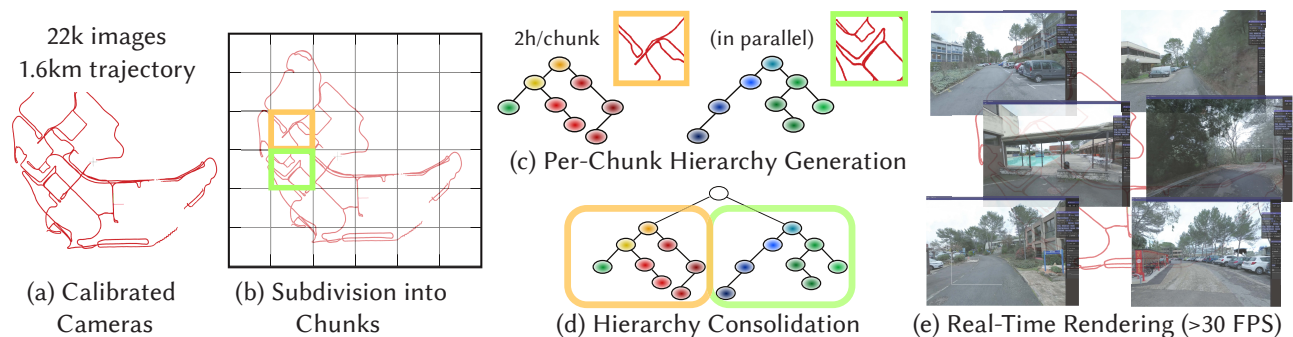 22k images
1.6km trajectory
(a) Calibrated
Cameras
(b) Subdivision into
Chunks
2h/chunk
(in parallel)
(c) Per-Chunk Hierarchy Generation
(d) Hierarchy Consolidation
(e) Real-Time Rendering (>30 FPS)